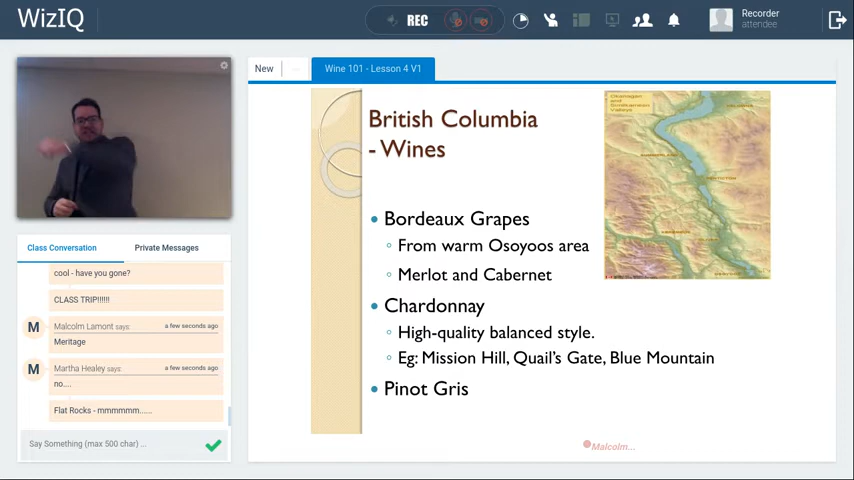 WizIQ
REC
Recorder
attendee
New
Wine 101 - Lesson 4 V1
British Columbia
- Wines
Bordeaux Grapes
From warm Osoyoos area
Merlot and Cabernet
Chardonnay
High-quality balanced style.
Eg: Mission Hill, Quail's Gate, Blue Mountain
Pinot Gris
Malcolm...
Class Conversation
Private Messages
cool - have you gone?
CLASS TRIP!!!!!!
M
Malcolm Lamont says:
a few seconds ago
Meritage
M
Martha Healey says:
a few seconds ago
no....
Flat Rocks - mmmmmm......
Say Something (max 500 char) ...